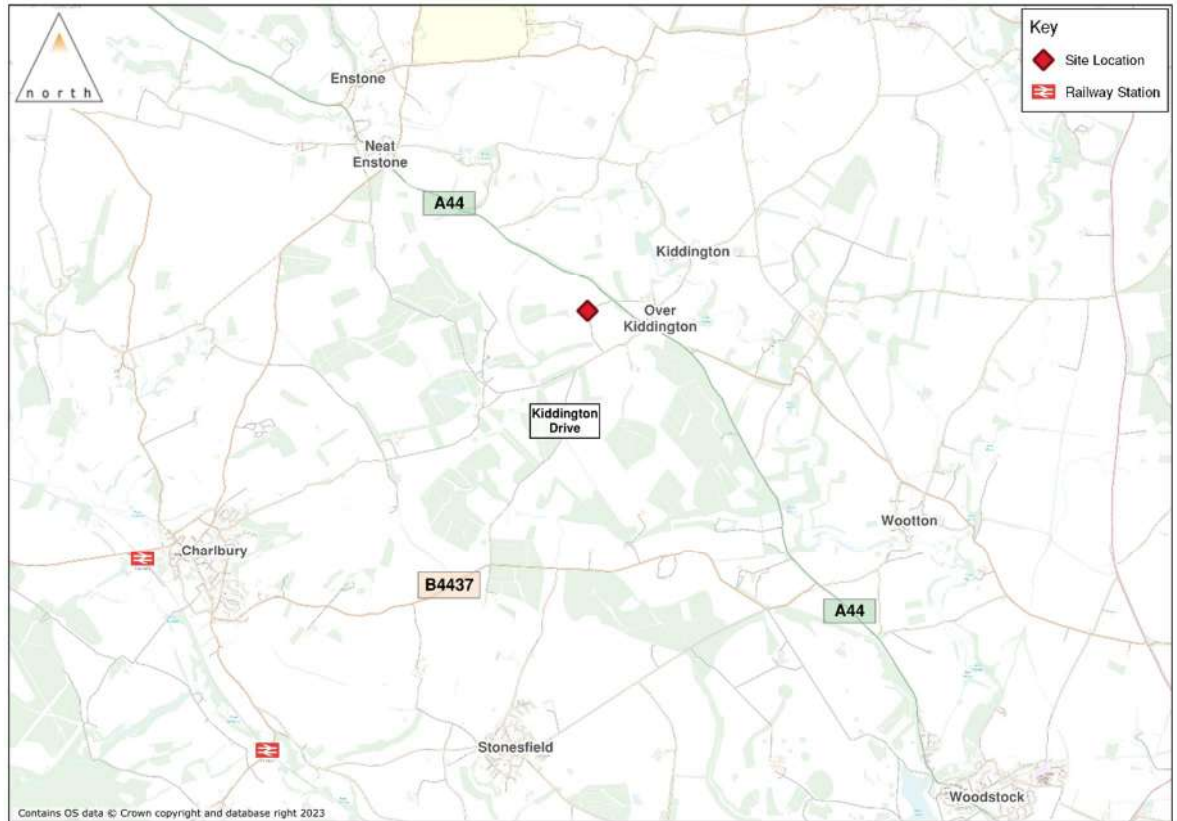 north
Key
Site Location
Railway Station
Enstone
Neat
Enstone
A44
Kiddington
Over
Kiddington
Kiddington
Drive
Wootton
Charlbury
B4437
A44
Stonesfield
Woodstock
Contains OS data © Crown copyright and database right 2023